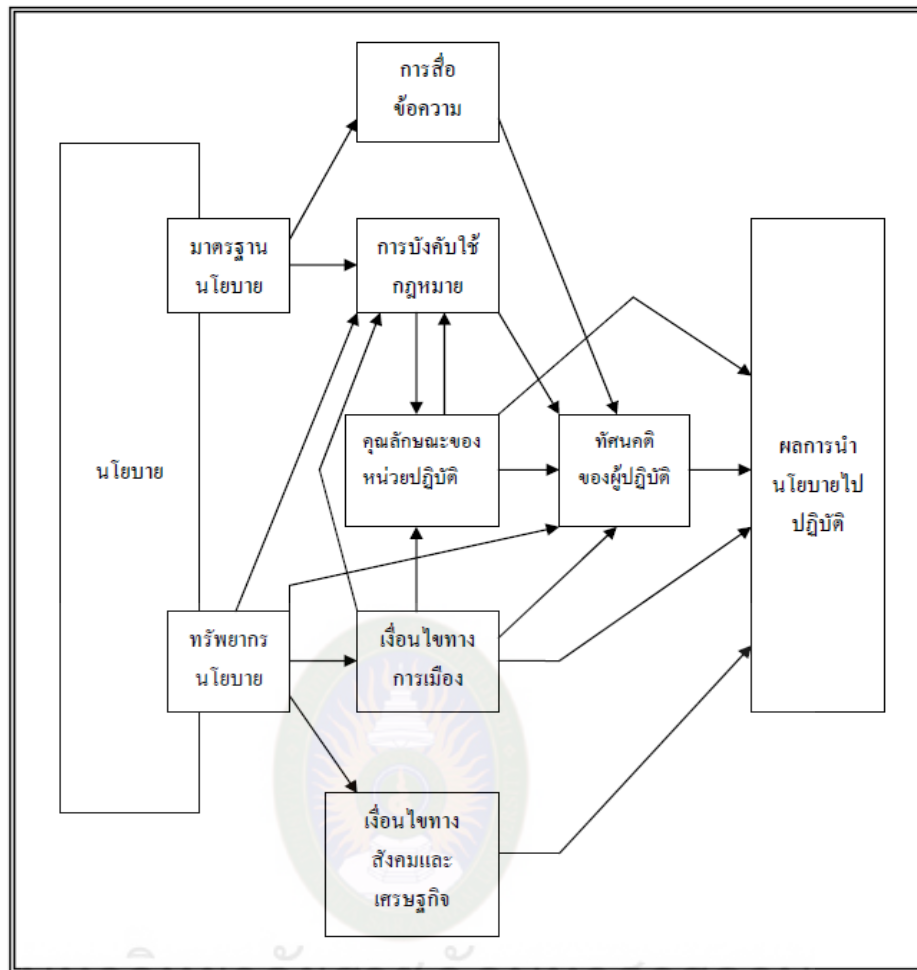 การสื่อ
ข้อความ
มาตรฐาน
นโยบาย
การบังคับใช้
กฎหมาย
นโยบาย
คุณลักษณะของ
หน่วยปฏิบัติ
ทัศนคติ
ของผู้ปฏิบัติ
ผลการนำ
นโยบายไป
ปฏิบัติ
ทรัพยากร
นโยบาย
เงื่อนไขทาง
การเมือง
เงื่อนไขทาง
สังคมและ
เศรษฐกิจ